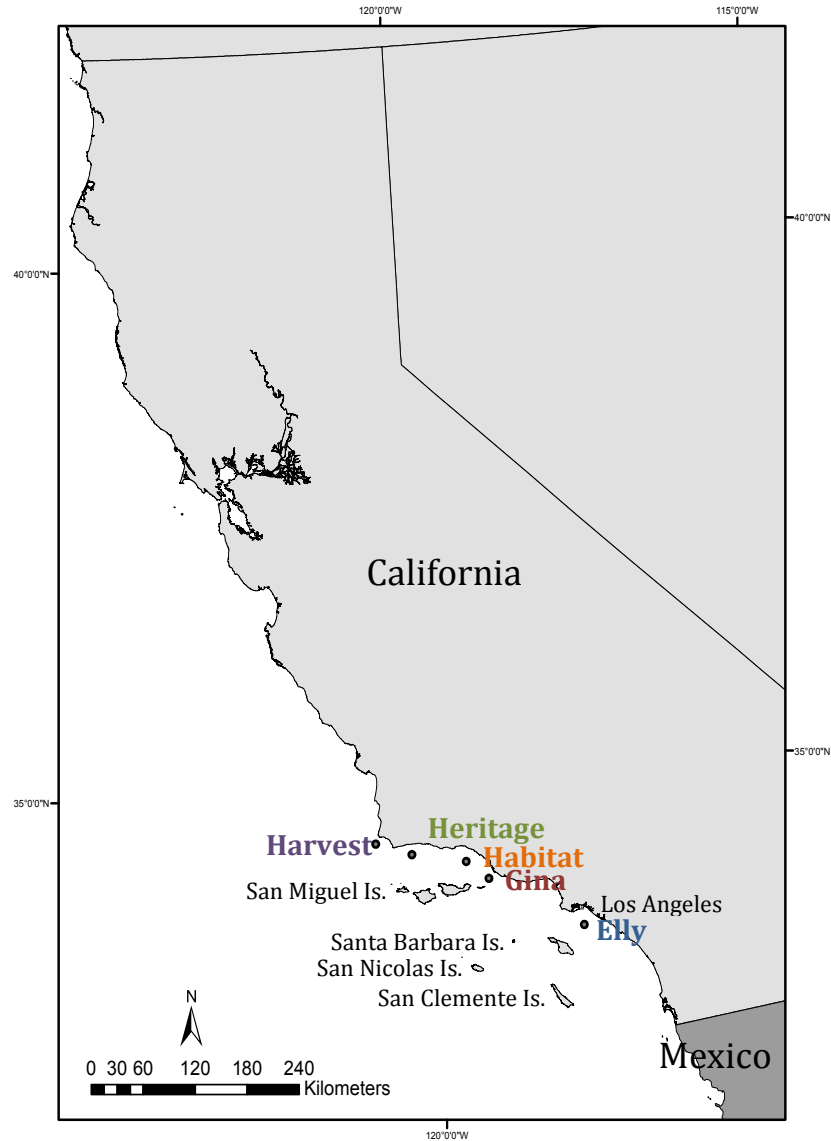 120°0'0"W
115°0'0"W
40°0'0"N
40°0'0"N
California
35°0'0"N
35°0'0"N
Heritage
Harvest
Habitat
Gina
San Miguel Is.
Los Angeles
Elly
Santa Barbara Is.
San Nicolas Is.
San Clemente Is.
N
Mexico
0 30 60 120 180 240
Kilometers
120°0'0"W